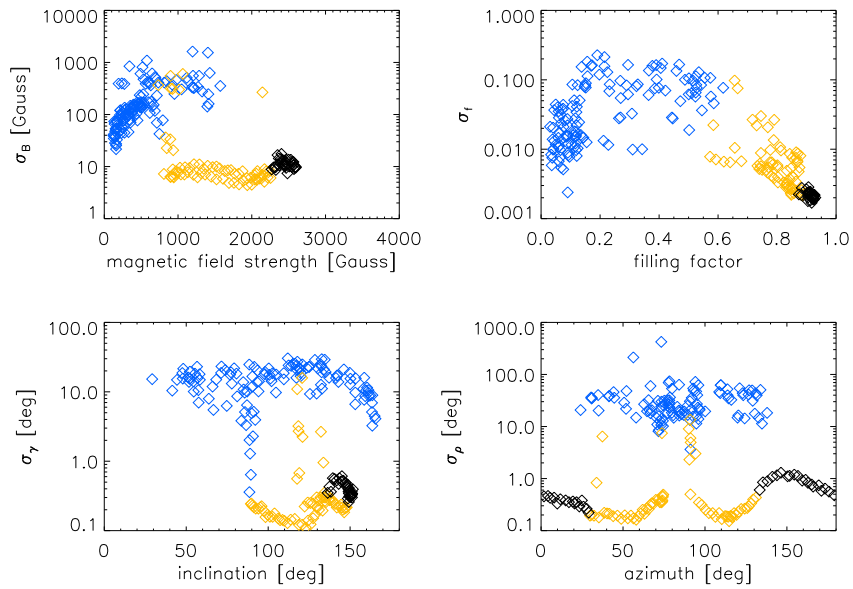 10000
1000
100
10
1
σB [Gauss]
0 1000 2000 3000 4000
magnetic field strength [Gauss]
0.100
0.010
0.001
σf
0.0 0.2 0.4 0.6 0.8 1.0
filling factor
100.0
10.0
1.0
0.1
σγ [deg]
0 50 100 150
inclination [deg]
1000.0
100.0
10.0
1.0
0.1
σρ [deg]
0 50 100 150
azimuth [deg]